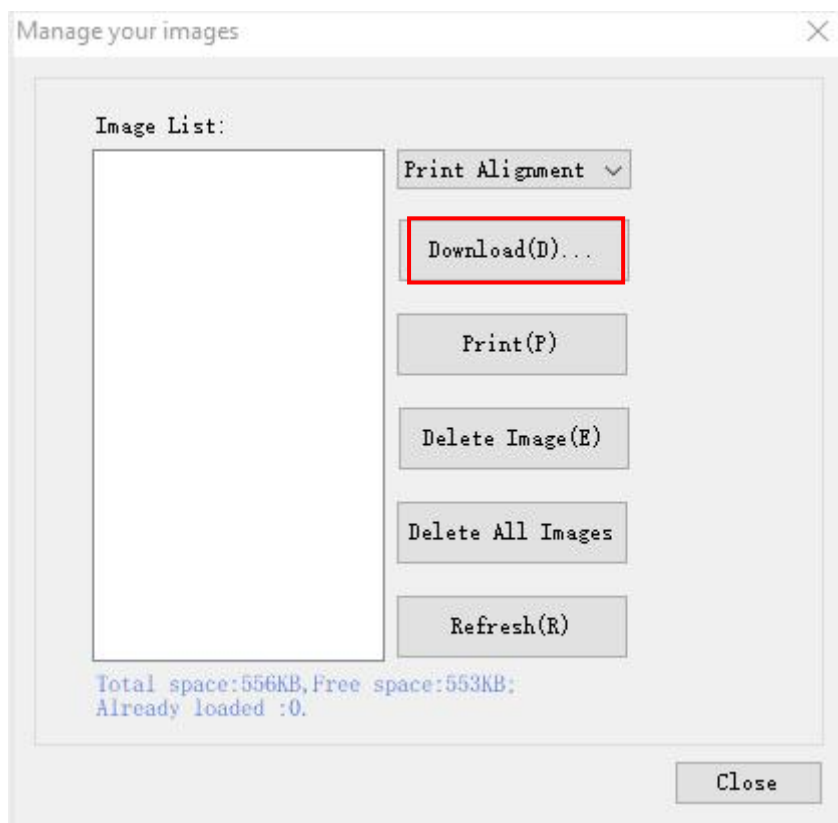 Manage your images
Image List:
Print Alignment
Download(D)...
Print(P)
Delete Image(E)
Delete All Images
Refresh(R)
Total space:556KB,Free space:553KB;
Already loaded :0.
Close